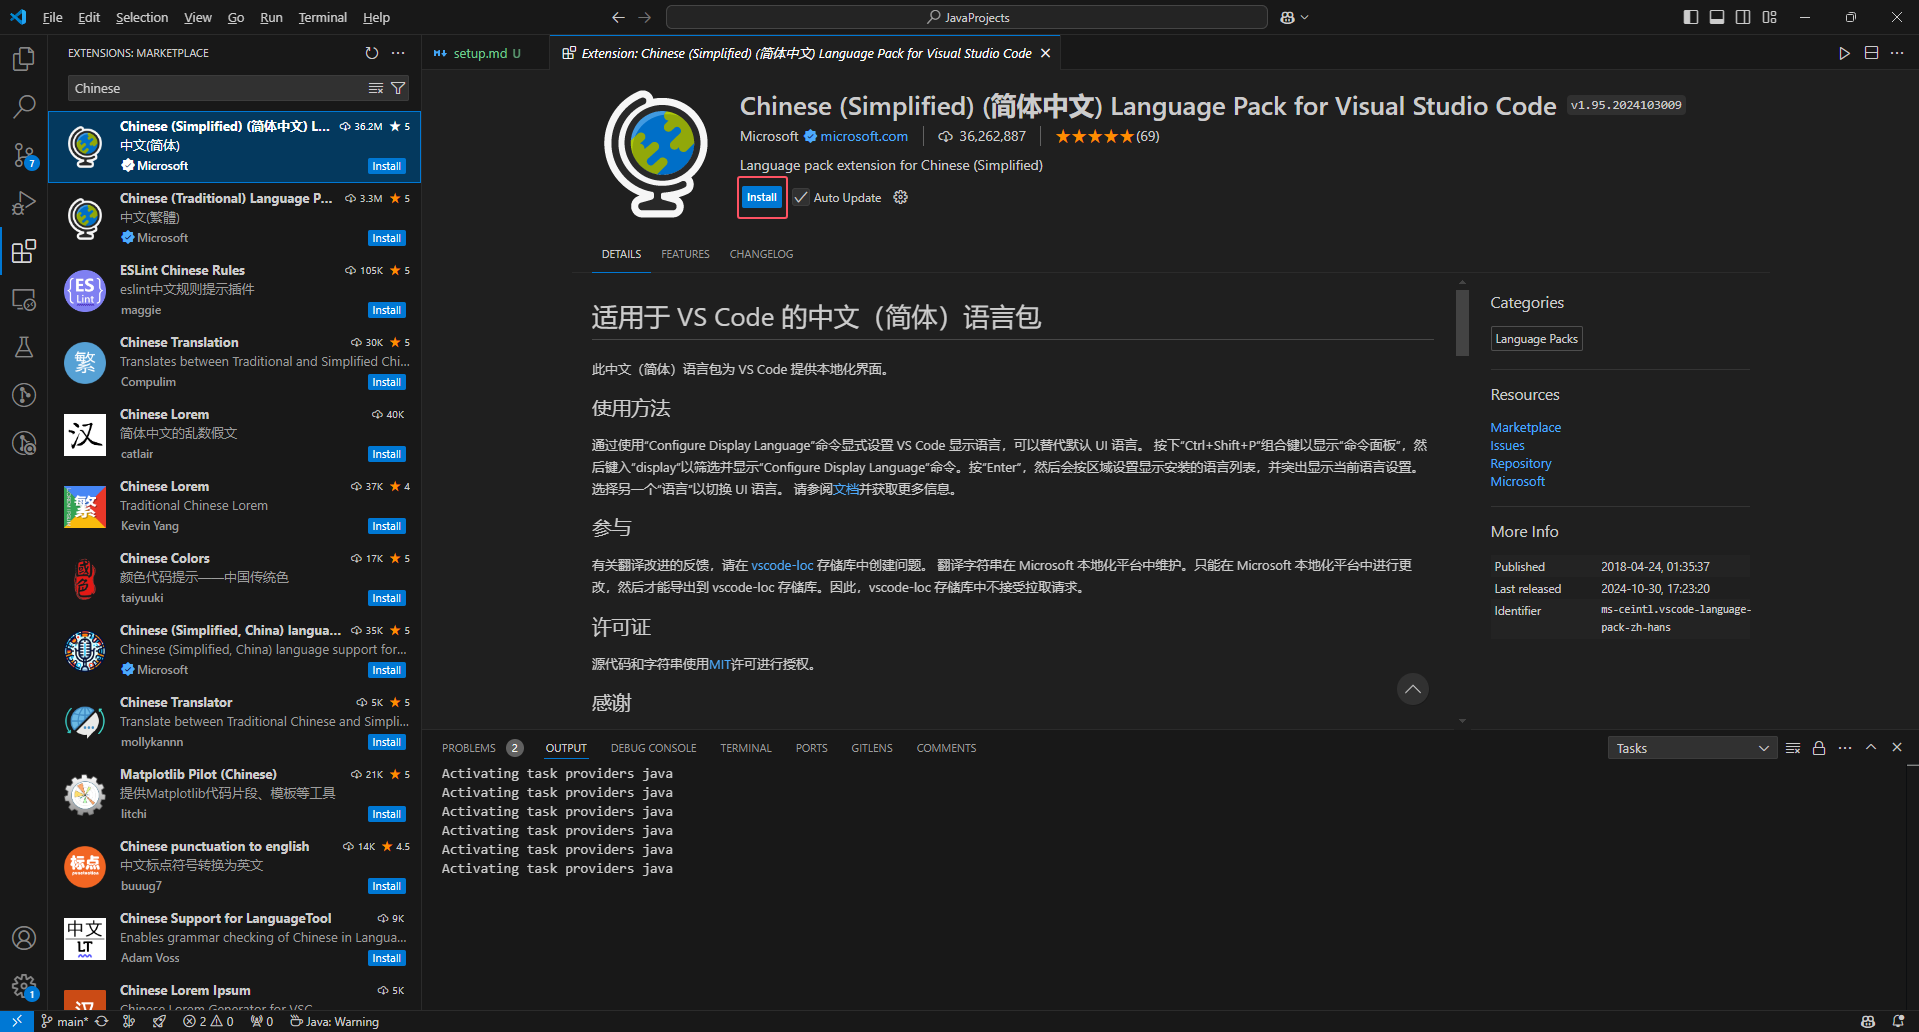 File Edit Selection View Go Run Terminal Help
JavaProjects
EXTENSIONS: MARKETPLACE
Chinese
Chinese (Simplified) (简体中文) L... 36.2M ★ 5
中文(简体)
Microsoft Install
Chinese (Traditional) Language P... 3.3M ★ 5
中文(繁體)
Microsoft Install
ESLint Chinese Rules 105K ★ 5
eslint中文规则提示插件
maggie Install
{ES}
Lint
Chinese Translation 30K ★ 5
Translates between Traditional and Simplified Chi...
Compulim Install
繁
Chinese Lorem 40K
简体中文的乱数假文
catlair Install
汉
Chinese Lorem 37K ★ 4
Traditional Chinese Lorem
Kevin Yang Install
繁
Chinese Colors 17K ★ 5
颜色代码提示——中国传统色
taiyuuki Install
Chinese (Simplified, China) langua... 35K ★ 5
Chinese (Simplified, China) language support for...
Microsoft Install
Chinese Translator 5K ★ 5
Translate between Traditional Chinese and Simpli...
mollykannn Install
Matplotlib Pilot (Chinese) 21K ★ 5
提供Matplotlib代码片段、模板等工具
litchi Install
Chinese punctuation to english 14K ★ 4.5
中文标点符号转换为英文
buuug7 Install
标点
Chinese Support for LanguageTool 9K
Enables grammar checking of Chinese in Langua...
Adam Voss Install
中文
LT
Chinese Lorem Ipsum 5K
Chinese Lorem Generator for VSC
7
1
setup.md U
Extension: Chinese (Simplified) (简体中文) Language Pack for Visual Studio Code
Chinese (Simplified) (简体中文) Language Pack for Visual Studio Code v1.95.2024103009
Microsoft microsoft.com 36,262,887 ★★★★★(69)
Language pack extension for Chinese (Simplified)
Install Auto Update
DETAILS FEATURES CHANGELOG
适用于 VS Code 的中文（简体）语言包
此中文（简体）语言包为 VS Code 提供本地化界面。
使用方法
通过使用“Configure Display Language”命令显式设置 VS Code 显示语言，可以替代默认 UI 语言。 按下“Ctrl+Shift+P”组合键以显示“命令面板”，然
后键入“display”以筛选并显示“Configure Display Language”命令。按“Enter”，然后会按区域设置显示安装的语言列表，并突出显示当前语言设置。
选择另一个“语言”以切换 UI 语言。 请参阅文档并获取更多信息。
参与
有关翻译改进的反馈，请在 vscode-loc 存储库中创建问题。 翻译字符串在 Microsoft 本地化平台中维护。只能在 Microsoft 本地化平台中进行更
改，然后才能导出到 vscode-loc 存储库。因此，vscode-loc 存储库中不接受拉取请求。
许可证
源代码和字符串使用MIT许可进行授权。
感谢
Categories
Language Packs
Resources
Marketplace
Issues
Repository
Microsoft
More Info
Published 2018-04-24, 01:35:37
Last released 2024-10-30, 17:23:20
Identifier ms-ceintl.vscode-language-
pack-zh-hans
PROBLEMS 2 OUTPUT DEBUG CONSOLE TERMINAL PORTS GITLENS COMMENTS
Tasks
Activating task providers java
Activating task providers java
Activating task providers java
Activating task providers java
Activating task providers java
Activating task providers java
main* 2 0 0 Java: Warning